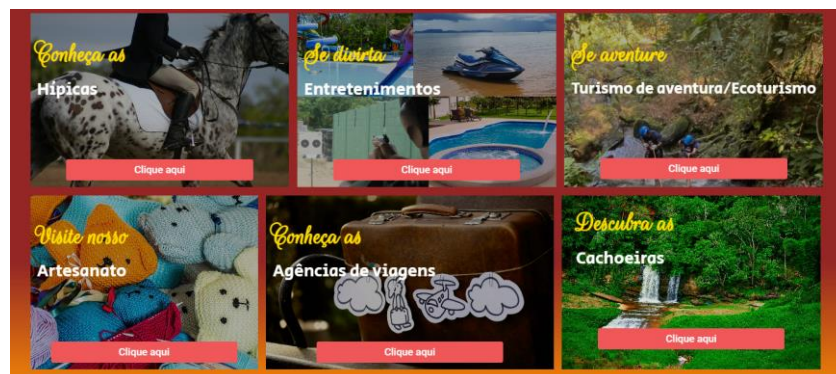 Conheça as
Hípicas
Clique aqui
Se divirta
Entretenimentos
Clique aqui
Se aventure
Turismo de aventura/Ecoturismo
Clique aqui
Visite nosso
Artesanato
Clique aqui
Conheça as
Agências de viagens
Clique aqui
Descubra as
Cachoeiras
Clique aqui